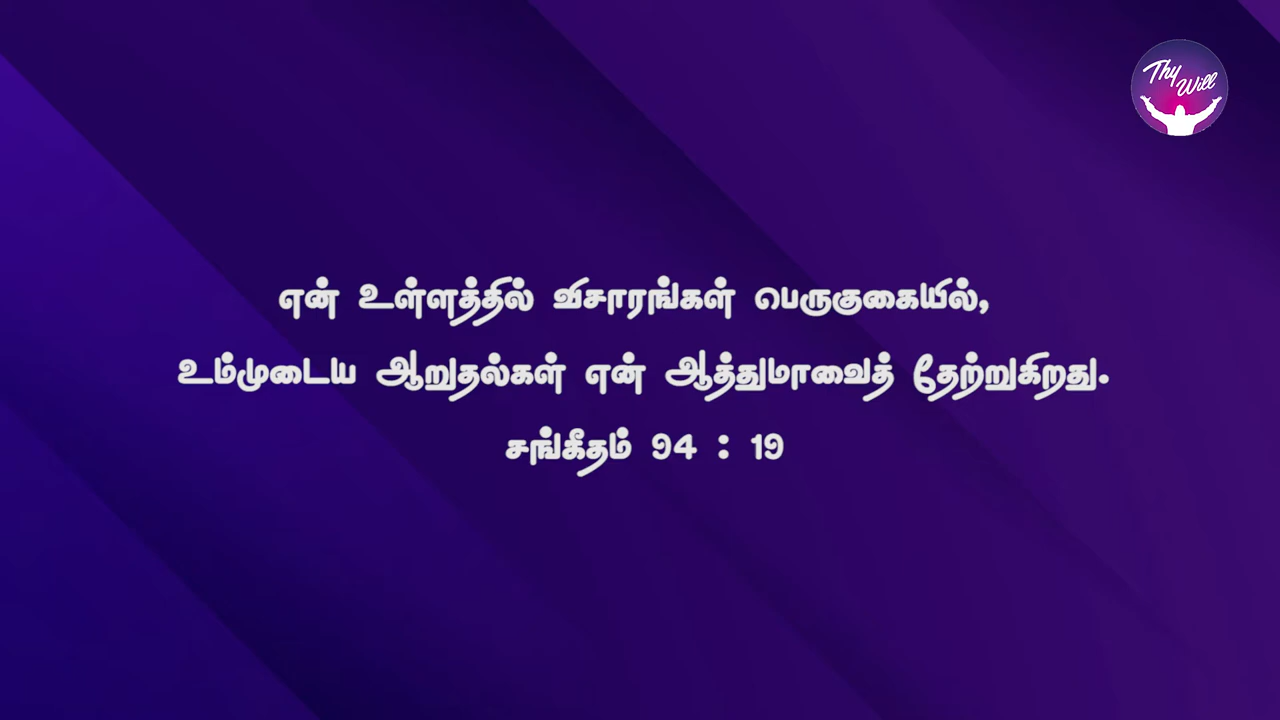 Thy
Will
என் உள்ளத்தில் விசாரங்கள் பெருகுகையில்,
உம்முடைய ஆறுதல்கள் என் ஆத்துமாவைத் தேற்றுகிறது.
சங்கீதம் 94 : 19